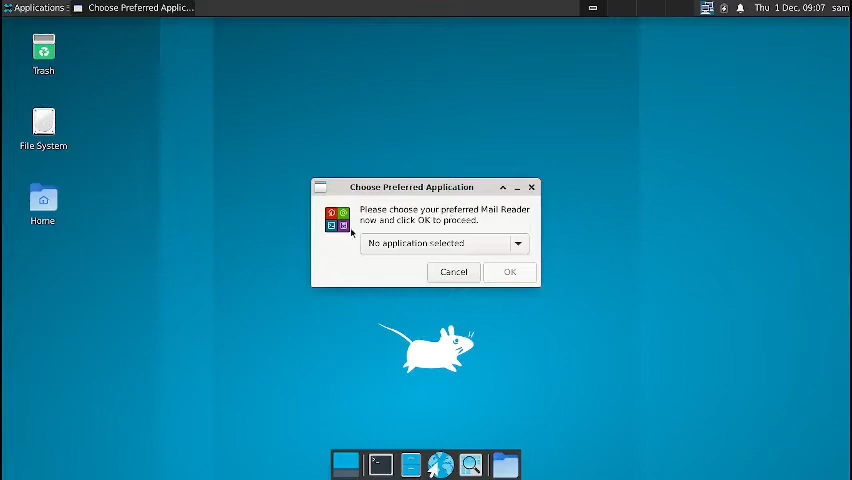 Applications
Choose Preferred Applic...
Thu 1 Dec, 09:07
sam
Trash
File System
Home
Choose Preferred Application
Please choose your preferred Mail Reader
now and click OK to proceed.
No application selected
Cancel
OK